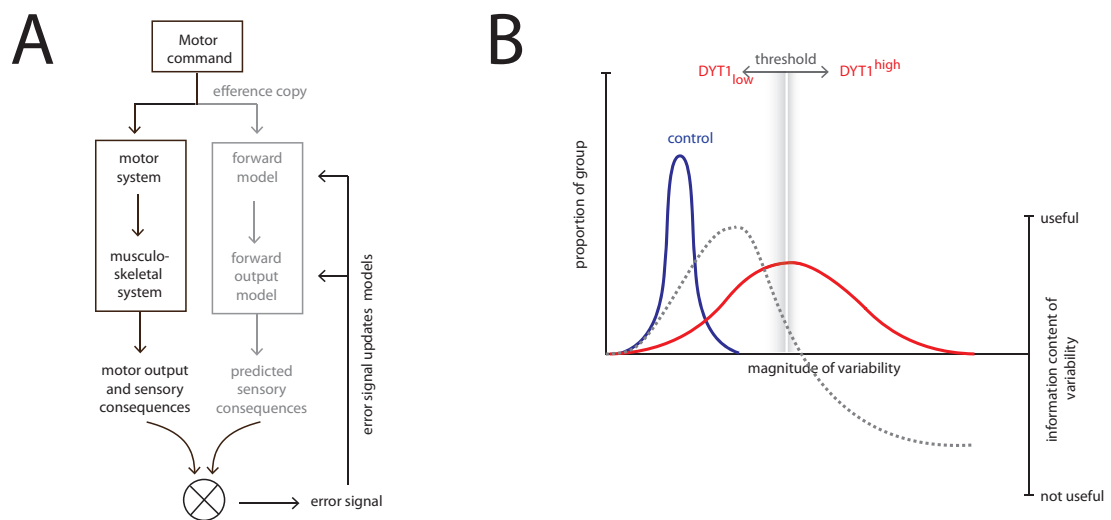 A
Motor
command
efference copy
motor
system
forward
model
musculo-
skeletal
system
forward
output
model
error signal updates models
motor output
and sensory
consequences
predicted
sensory
consequences
error signal
B
threshold
DYT1low
DYT1high
control
proportion of group
useful
magnitude of variability
information content of
variability
not useful